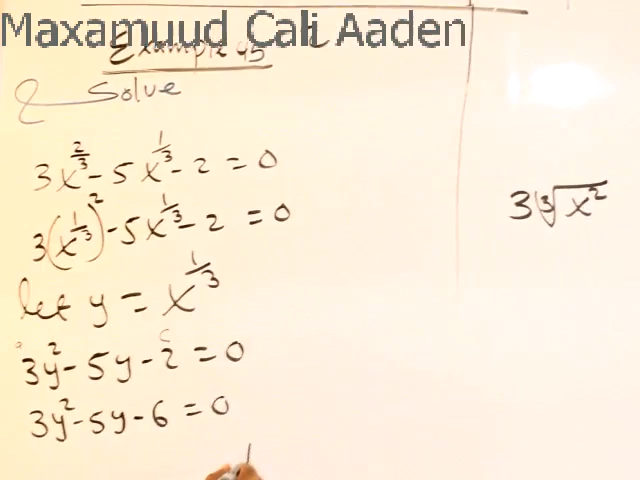 Maxamuud Cali Aaden
Example 45
Solve
3x^{2/3} - 5x^{1/3} - 2 = 0
3(x^{1/3})^2 - 5x^{1/3} - 2 = 0
let y = x^{1/3}
3y^2 - 5y - 2 = 0
3y^2 - 5y - 6 = 0
3∛x^2